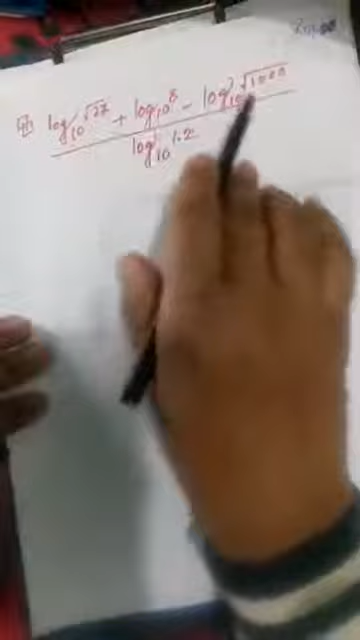 log₁₀ √27 + log₁₀ 8 - log₁₀ √1000
log₁₀ 1.2